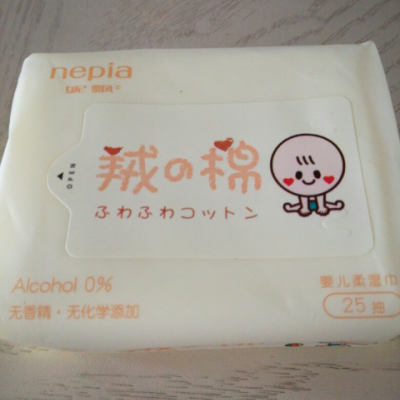 nepia
妮飘®
OPEN
羢の棉
ふわふわコットン
Alcohol 0%
无香精·无化学添加
婴儿柔湿巾
25抽